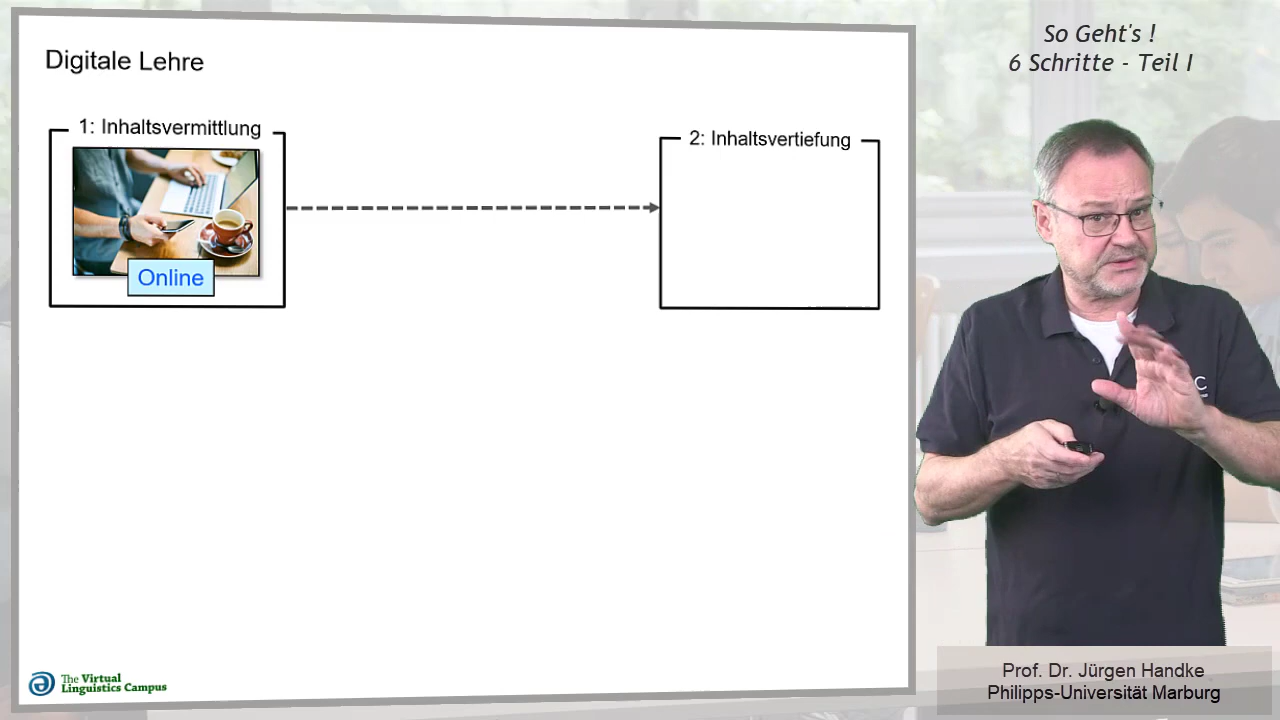 Digitale Lehre
1: Inhaltsvermittlung
Online
2: Inhaltsvertiefung
The Virtual
Linguistics Campus
So Geht's !
6 Schritte - Teil I
C
Prof. Dr. Jürgen Handke
Philipps-Universität Marburg